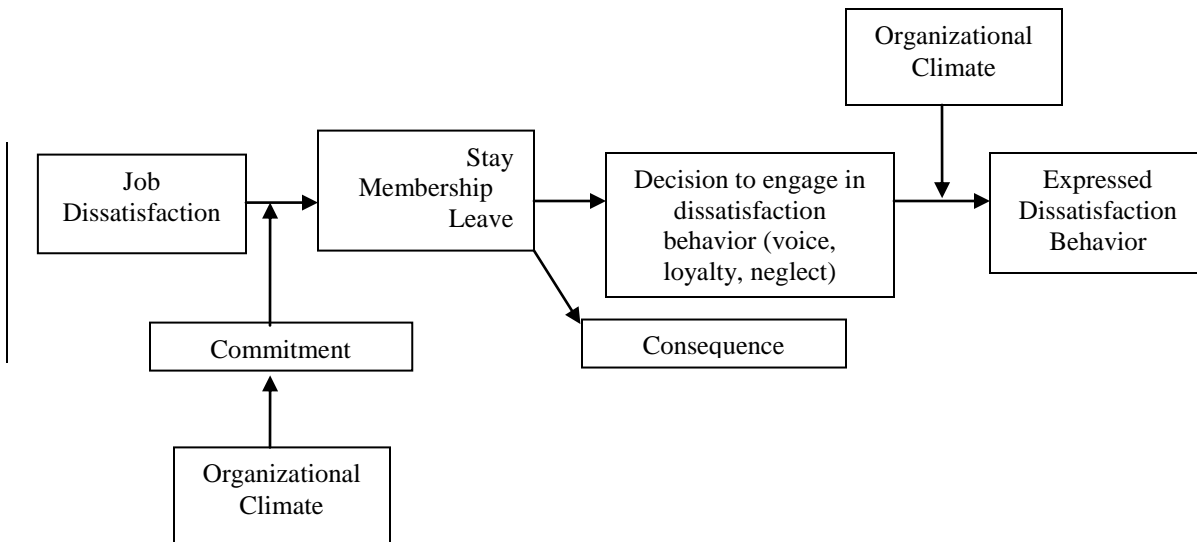 Organizational
Climate
Job
Dissatisfaction
Stay
Membership
Leave
Decision to engage in
dissatisfaction
behavior (voice,
loyalty, neglect)
Expressed
Dissatisfaction
Behavior
Commitment
Consequence
Organizational
Climate